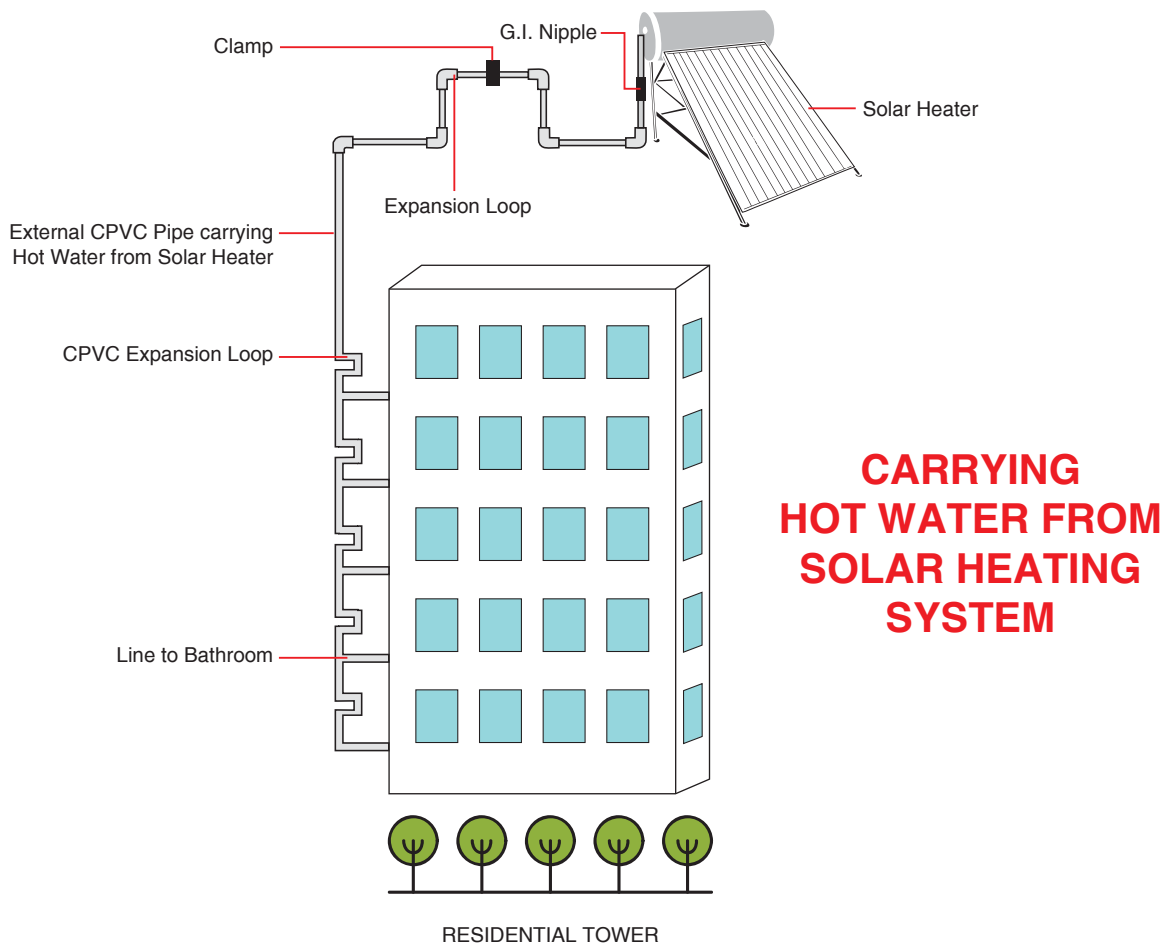 G.I. Nipple
Clamp
Solar Heater
Expansion Loop
External CPVC Pipe carrying
Hot Water from Solar Heater
CPVC Expansion Loop
CARRYING
HOT WATER FROM
SOLAR HEATING
SYSTEM
Line to Bathroom
RESIDENTIAL TOWER